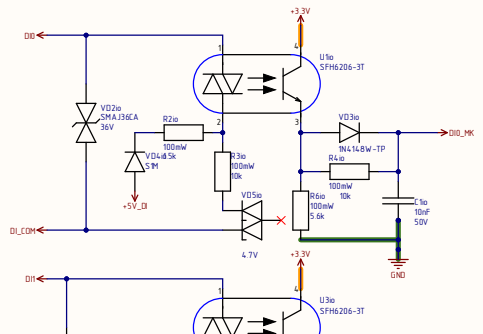 +3.3V
DI0
1
4
U1io
SFH6206-3T
VD2io
SMAJ36CA
36V
R2io
100mW
VD4io
S1M
+5V_DI
2
3
R3io
100mW
10k
VD3io
1N4148W-TP
DI0_MK
R4io
100mW
10k
VD5io
4.7V
R6io
100mW
5.6k
C1io
10nF
50V
DI_COM
+3.3V
GND
DI1
1
4
U3io
SFH6206-3T